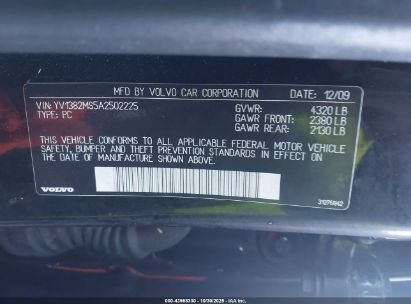 MFD BY VOLVO CAR CORPORATION DATE: 12/09
VIN: YV1382MS5A2502225 GVWR: 4320 LB
TYPE: PC GAWR FRONT: 2380 LB
GAWR REAR: 2130 LB
THIS VEHICLE CONFORMS TO ALL APPLICABLE FEDERAL MOTOR VEHICLE
SAFETY, BUMPER AND THEFT PREVENTION STANDARDS IN EFFECT ON
THE DATE OF MANUFACTURE SHOWN ABOVE.
VOLVO